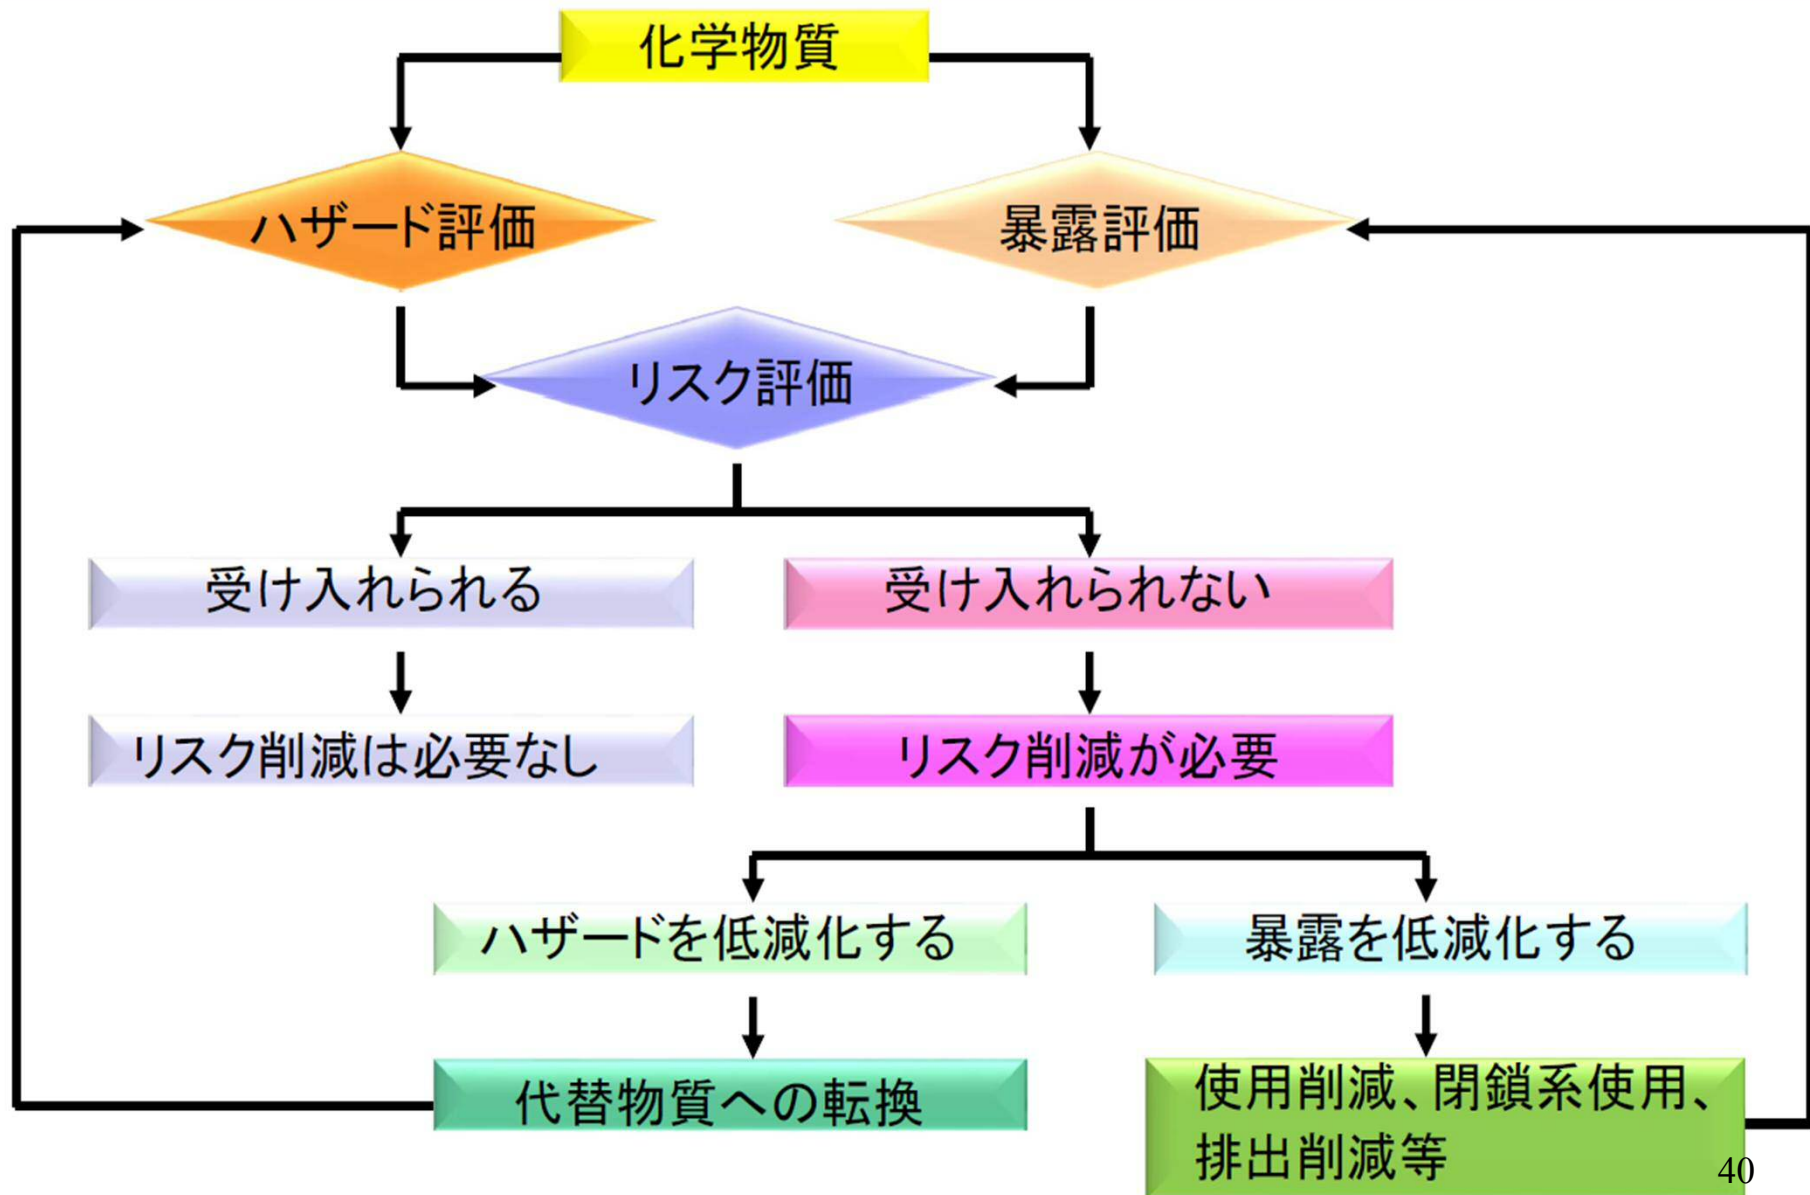 化学物質
ハザード評価
暴露評価
リスク評価
受け入れられる
受け入れられない
リスク削減は必要なし
リスク削減が必要
ハザードを低減化する
暴露を低減化する
代替物質への転換
使用削減、閉鎖系使用、
排出削減等
40